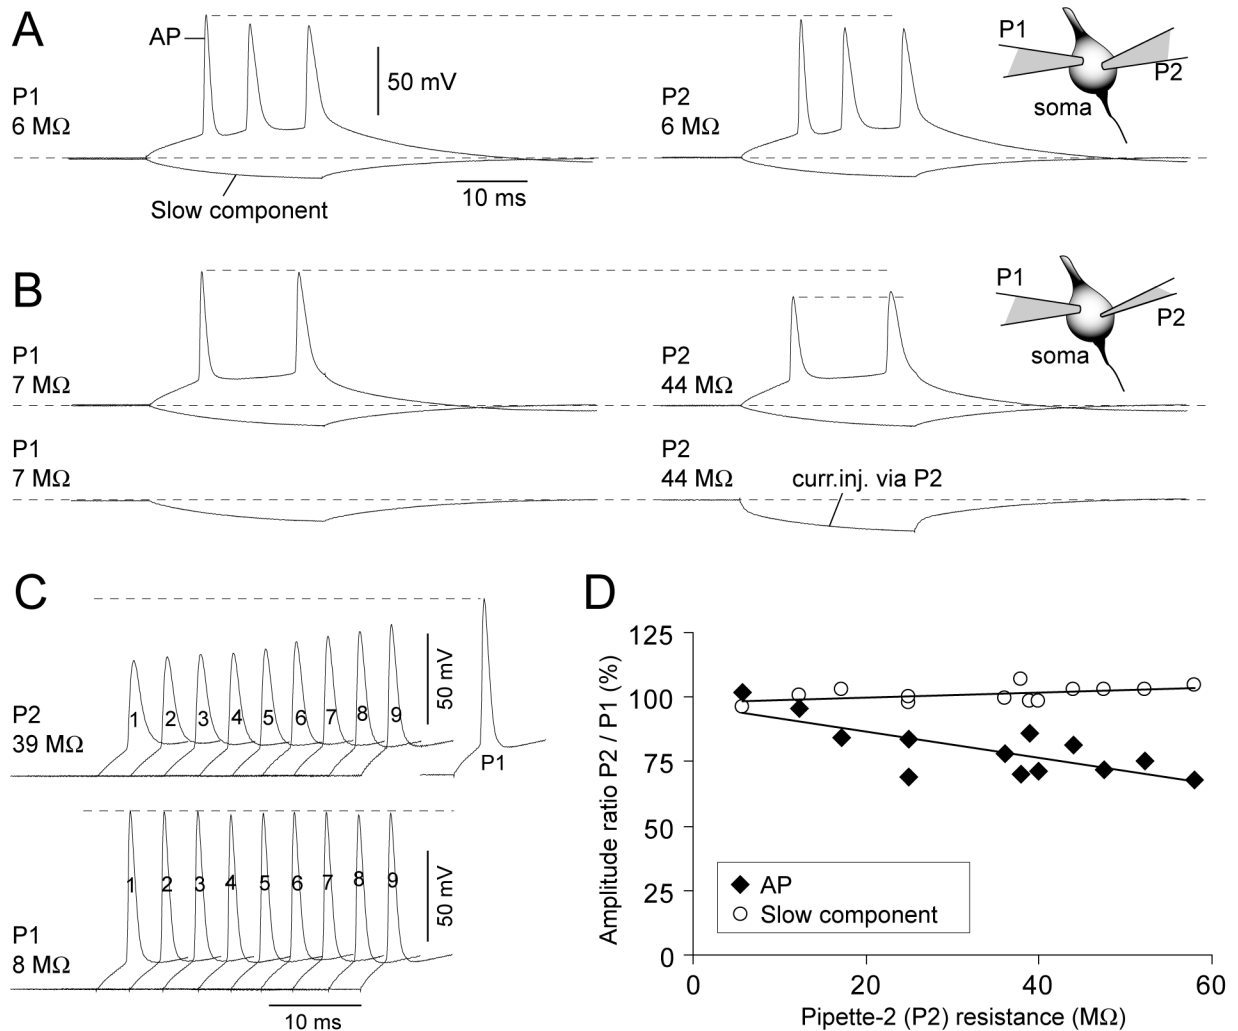 A
AP
50 mV
P1
6 MΩ
P2
6 MΩ
P1
P2
soma
10 ms
Slow component
B
P1
7 MΩ
P2
44 MΩ
P1
P2
soma
P1
7 MΩ
P2
44 MΩ
curr.inj. via P2
C
P2
39 MΩ
1 2 3 4 5 6 7 8 9
50 mV
P1
P1
8 MΩ
1 2 3 4 5 6 7 8 9
50 mV
10 ms
D
Amplitude ratio P2 / P1 (%)
125
100
75
50
25
0
AP
Slow component
0 20 40 60
Pipette-2 (P2) resistance (MΩ)